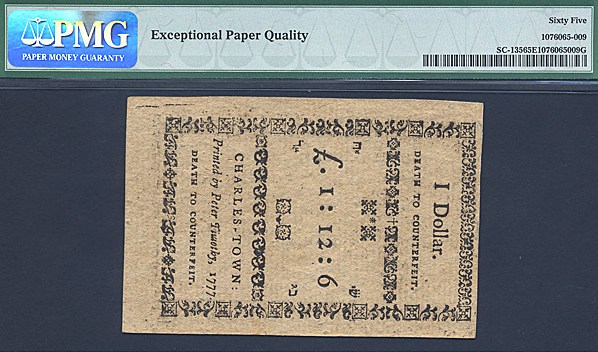 PMG
PAPER MONEY GUARANTY
Exceptional Paper Quality
Sixty Five
1076065-009
SC-13565E1076065009G
I Dollar.
DEATH TO COUNTERFEIT.
£. 1 : 12 : 6
CHARLES-TOWN:
Printed by Peter Timothy, 1777
DEATH TO COUNTERFEIT.